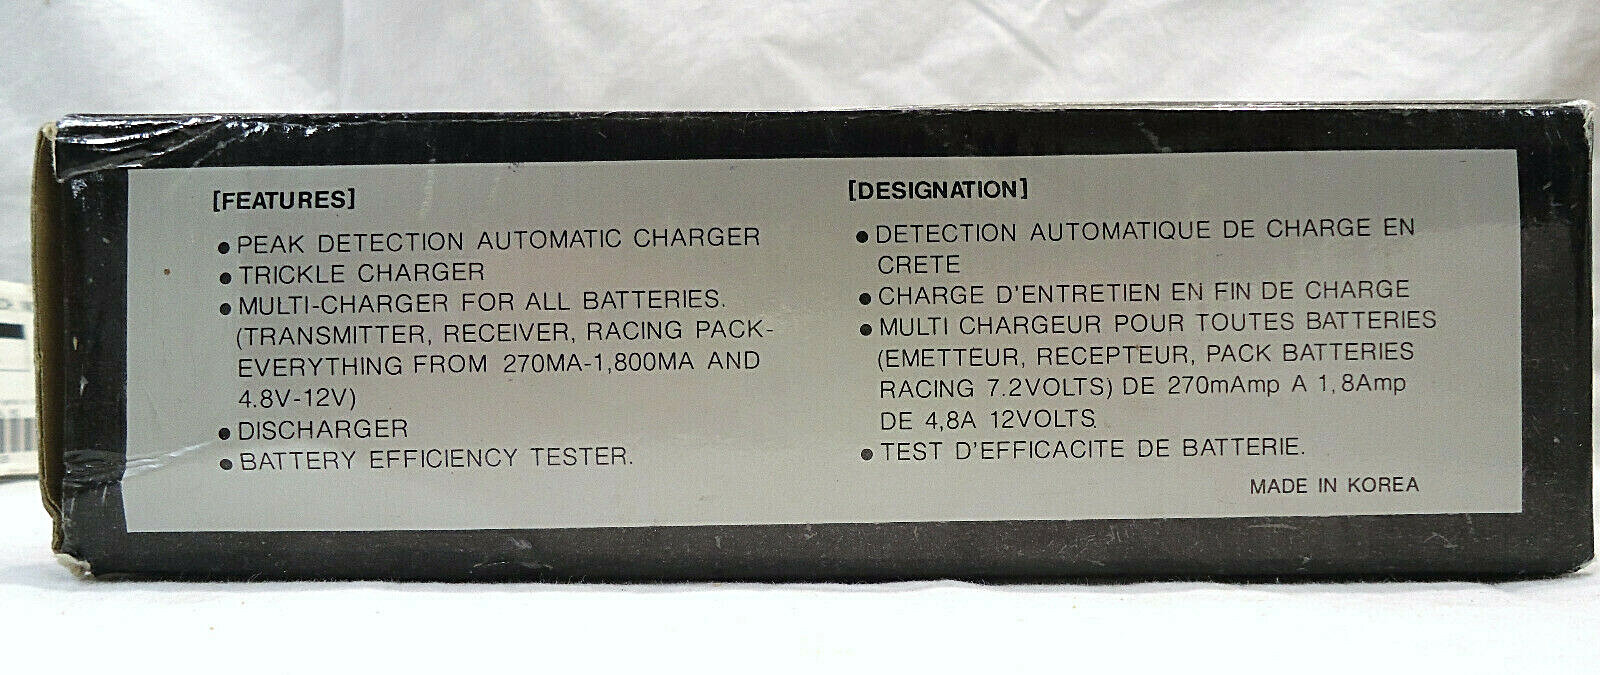 [FEATURES]
● PEAK DETECTION AUTOMATIC CHARGER
● TRICKLE CHARGER
● MULTI-CHARGER FOR ALL BATTERIES.
(TRANSMITTER, RECEIVER, RACING PACK-
EVERYTHING FROM 270MA-1,800MA AND
4.8V-12V)
● DISCHARGER
● BATTERY EFFICIENCY TESTER.
[DESIGNATION]
● DETECTION AUTOMATIQUE DE CHARGE EN
CRETE
● CHARGE D'ENTRETIEN EN FIN DE CHARGE
● MULTI CHARGEUR POUR TOUTES BATTERIES
(EMETTEUR, RECEPTEUR, PACK BATTERIES
RACING 7.2VOLTS) DE 270mAmp A 1,8Amp
DE 4,8A 12VOLTS.
● TEST D'EFFICACITE DE BATTERIE.
MADE IN KOREA